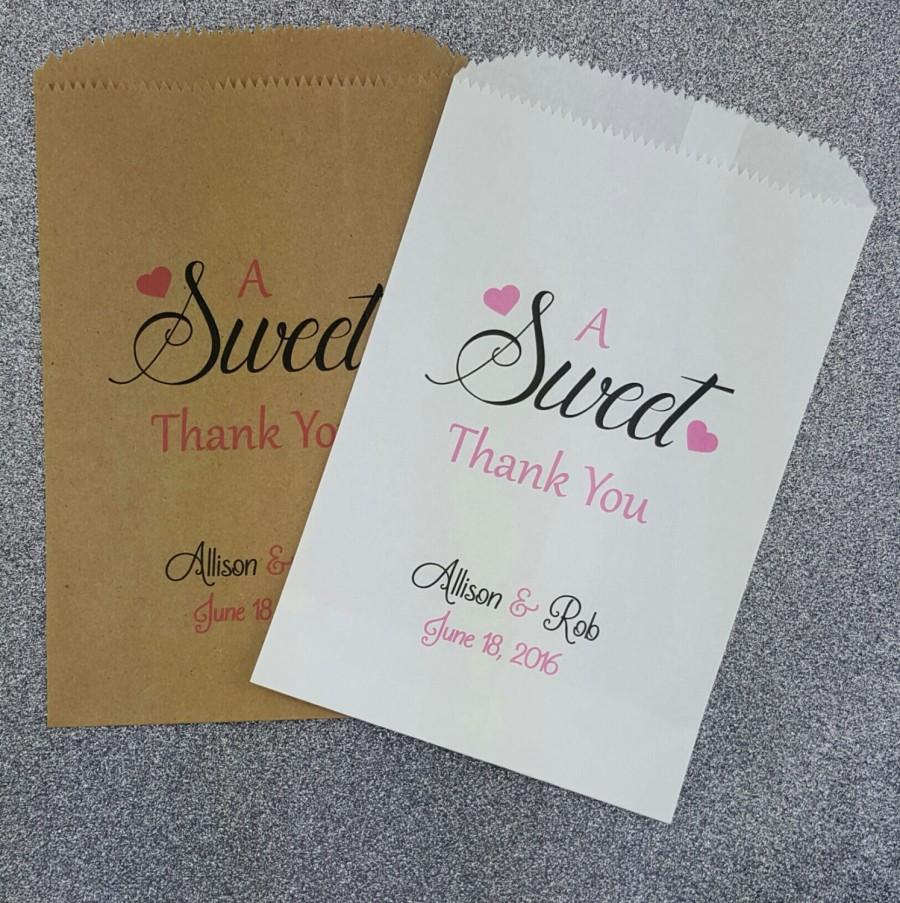 A
Sweet
Thank You
Allison &
June 18
A
Sweet
Thank You
Allison & Rob
June 18, 2016